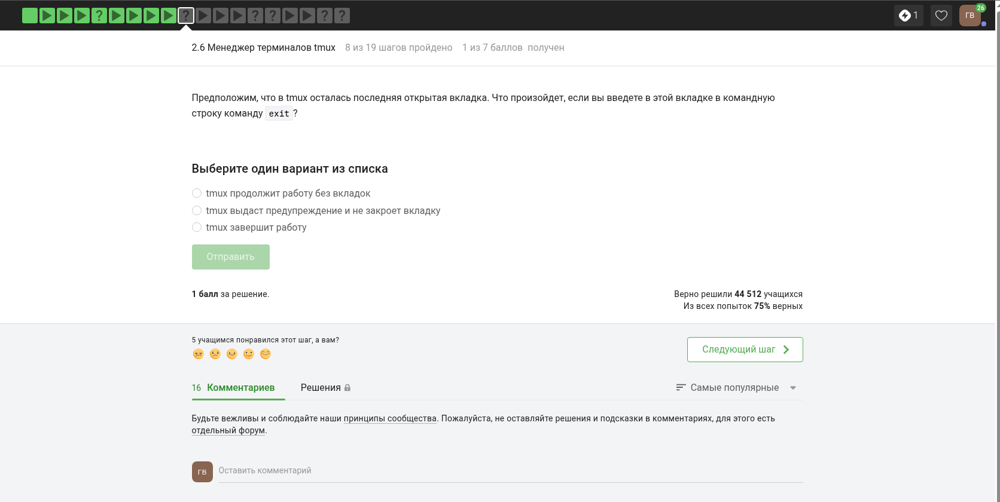 ? ? ? ? ? ?
1
ГВ
26
2.6 Менеджер терминалов tmux 8 из 19 шагов пройдено 1 из 7 баллов получен
Предположим, что в tmux осталась последняя открытая вкладка. Что произойдет, если вы введете в этой вкладке в командную
строку команду exit ?
Выберите один вариант из списка
tmux продолжит работу без вкладок
tmux выдаст предупреждение и не закроет вкладку
tmux завершит работу
Отправить
1 балл за решение.
Верно решили 44 512 учащихся
Из всех попыток 75% верных
5 учащимся понравился этот шаг, а вам?
Следующий шаг
16 Комментариев Решения Самые популярные
Будьте вежливы и соблюдайте наши принципы сообщества. Пожалуйста, не оставляйте решения и подсказки в комментариях, для этого есть
отдельный форум.
ГВ Оставить комментарий